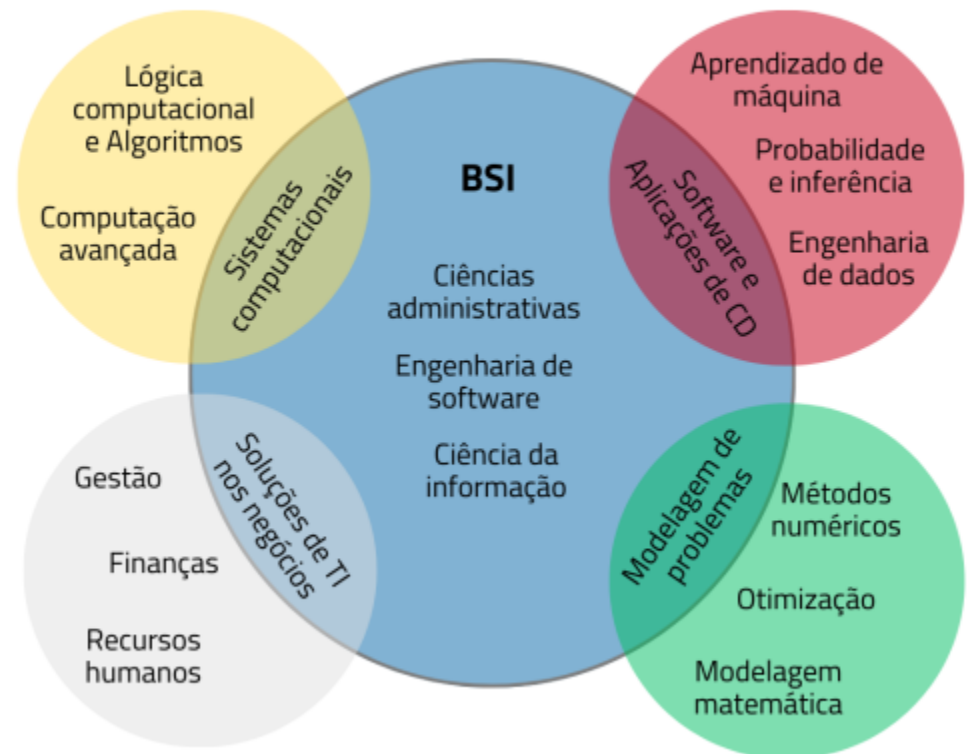 Lógica
computacional
e Algoritmos
Computação
avançada
Sistemas
computacionais
BSI
Ciências
administrativas
Engenharia de
software
Ciência da
informação
Software e
Aplicações de CD
Aprendizado de
máquina
Probabilidade
e inferência
Engenharia
de dados
Gestão
Finanças
Recursos
humanos
Soluções de TI
nos negócios
Modelagem de
problemas
Métodos
numéricos
Otimização
Modelagem
matemática